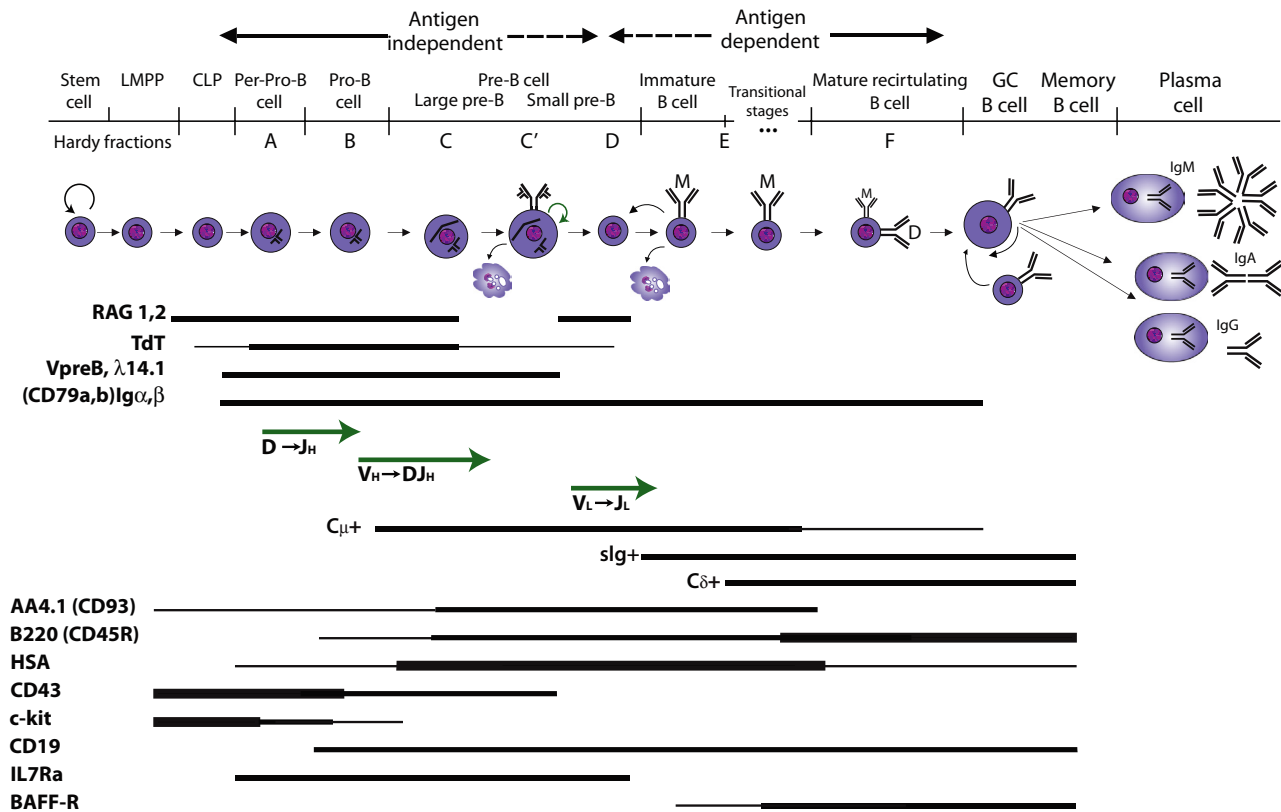 Antigen
independent
Antigen
dependent
Stem
cell
LMPP
CLP
Per-Pro-B
cell
Pro-B
cell
Pre-B cell
Large pre-B
Small pre-B
Immature
B cell
Transitional
stages
•••
Mature recirtulating
B cell
GC
B cell
Memory
B cell
Plasma
cell
Hardy fractions
A
B
C
C'
D
E
F
M
M
M
D
IgM
IgA
IgG
RAG 1,2
TdT
VpreB, λ14.1
(CD79a,b)Igα,β
D →JH
VH→DJH
VL→JL
Cμ+
sIg+
Cδ+
AA4.1 (CD93)
B220 (CD45R)
HSA
CD43
c-kit
CD19
IL7Ra
BAFF-R